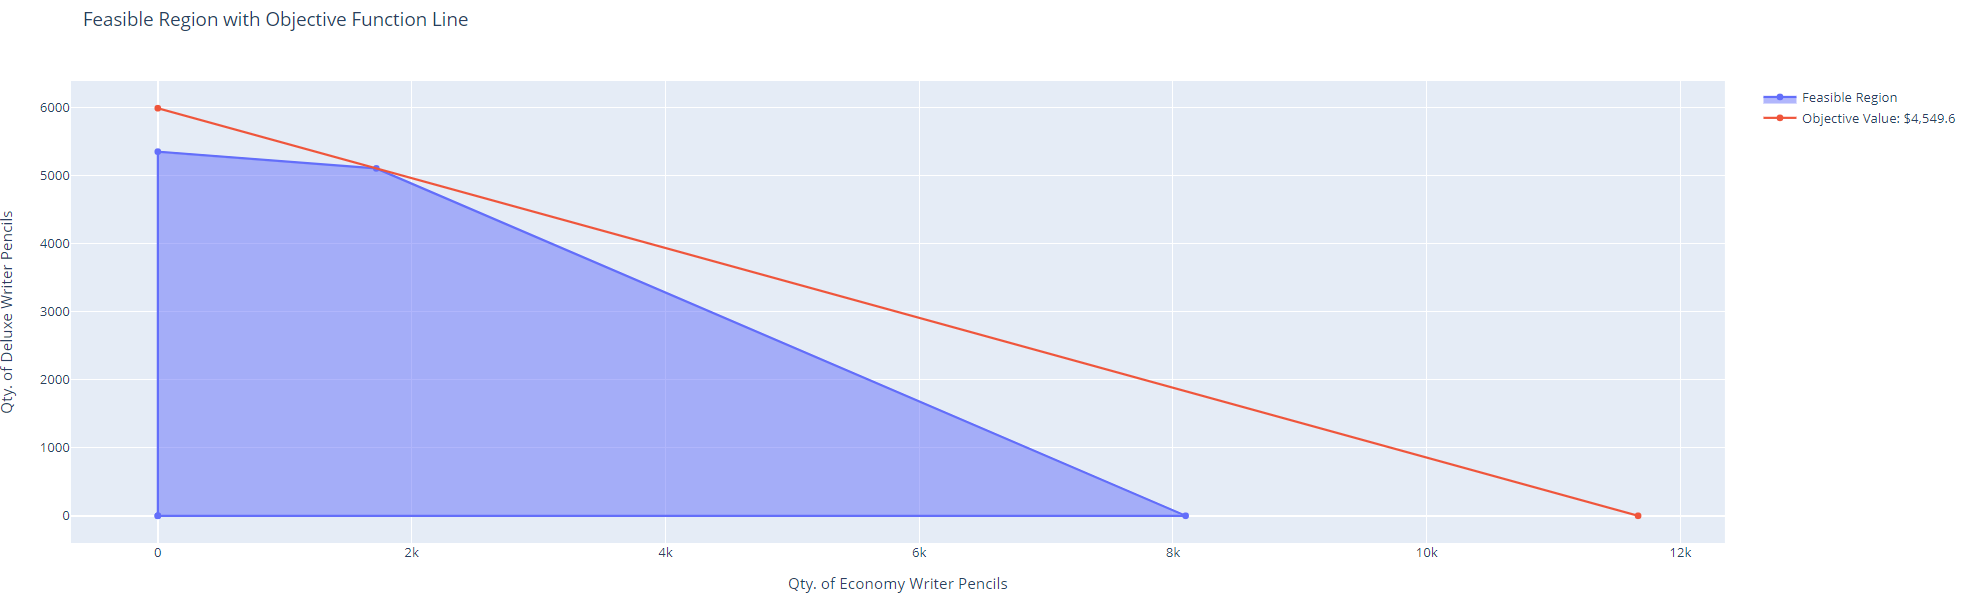 Feasible Region with Objective Function Line
Feasible Region
Objective Value: $4,549.6
6000
5000
4000
3000
2000
1000
0
Qty. of Deluxe Writer Pencils
0 2k 4k 6k 8k 10k 12k
Qty. of Economy Writer Pencils